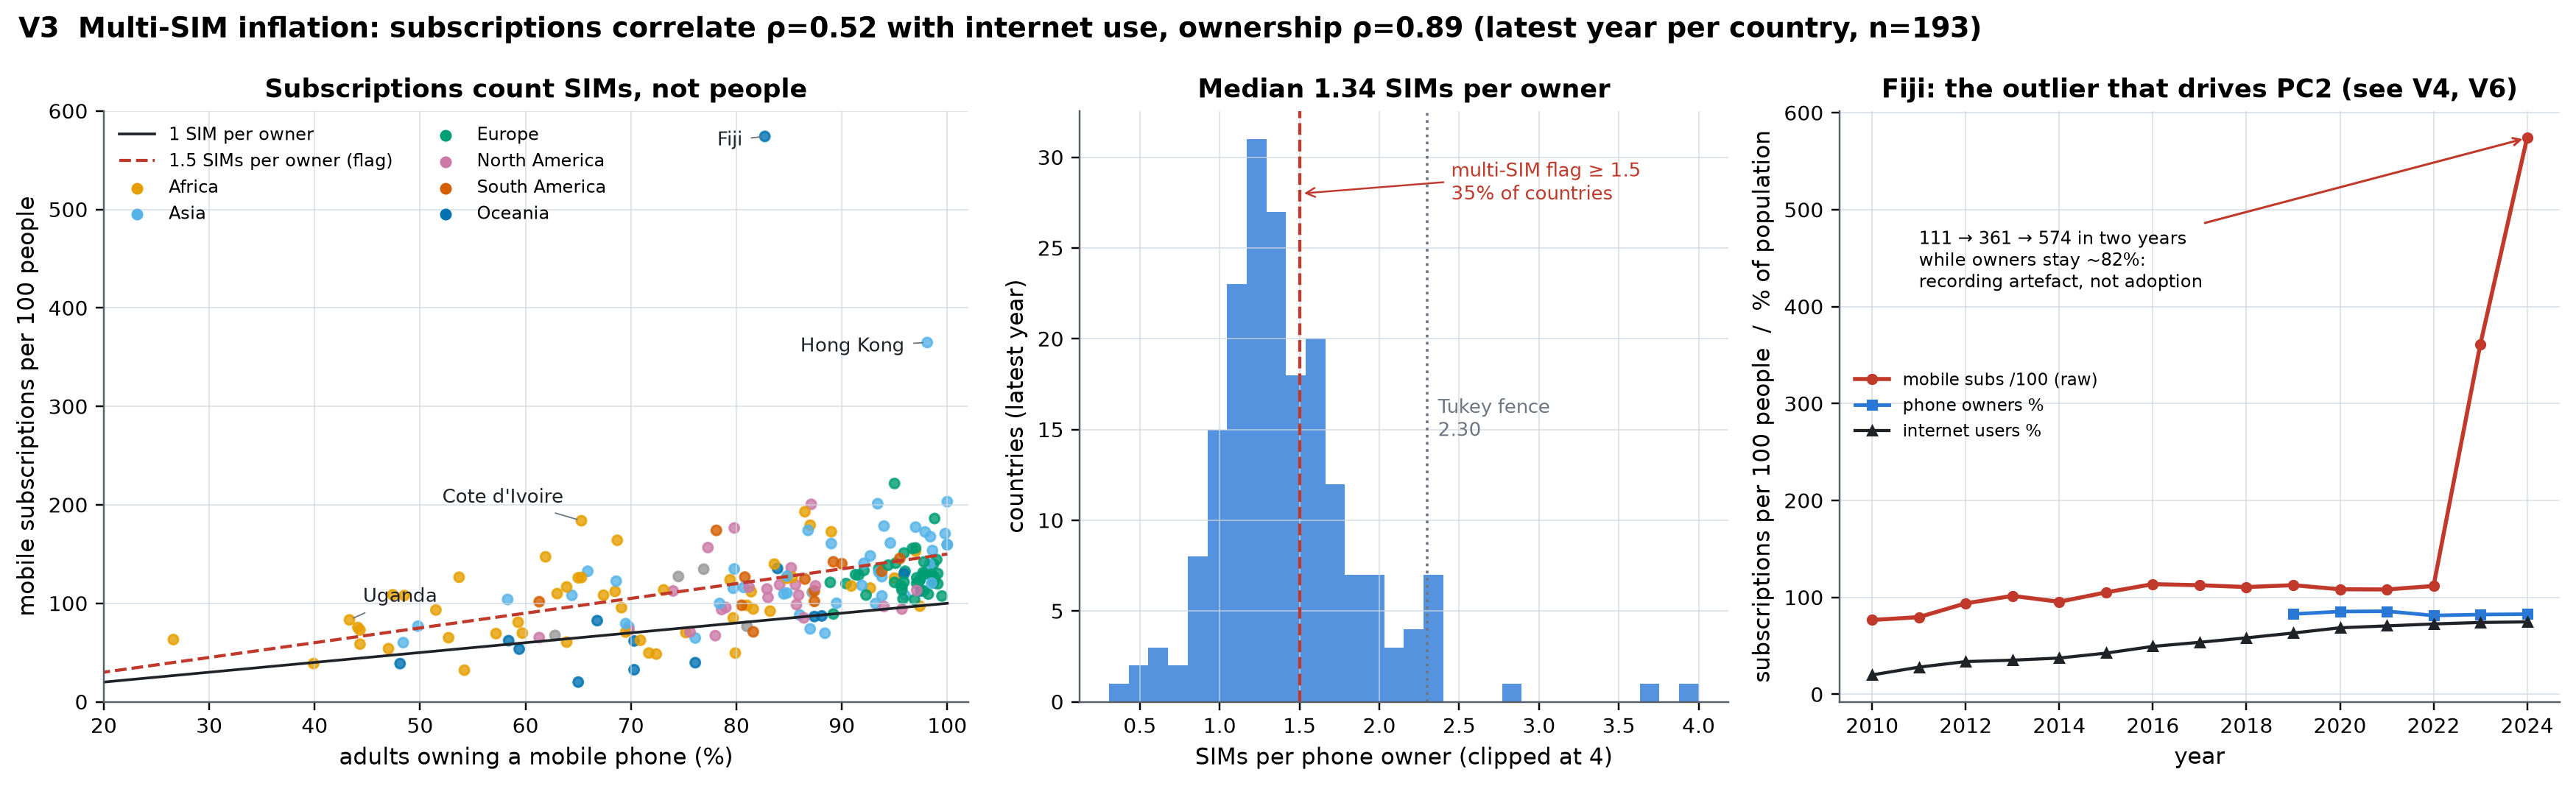 V3  Multi-SIM inflation: subscriptions correlate ρ=0.52 with internet use, ownership ρ=0.89 (latest year per country, n=193)
Subscriptions count SIMs, not people
mobile subscriptions per 100 people
600
500
400
300
200
100
0
1 SIM per owner
1.5 SIMs per owner (flag)
Africa
Asia
Europe
North America
South America
Oceania
Fiji
Hong Kong
Cote d'Ivoire
Uganda
20 30 40 50 60 70 80 90 100
adults owning a mobile phone (%)
Median 1.34 SIMs per owner
countries (latest year)
30
25
20
15
10
5
0
multi-SIM flag ≥ 1.5
35% of countries
Tukey fence
2.30
0.5 1.0 1.5 2.0 2.5 3.0 3.5 4.0
SIMs per phone owner (clipped at 4)
Fiji: the outlier that drives PC2 (see V4, V6)
subscriptions per 100 people  /  % of population
600
500
400
300
200
100
0
111 → 361 → 574 in two years
while owners stay ~82%:
recording artefact, not adoption
mobile subs /100 (raw)
phone owners %
internet users %
2010 2012 2014 2016 2018 2020 2022 2024
year